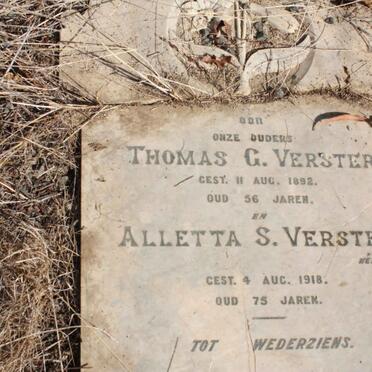 ONZE OUDERS
THOMAS G. VERSTER
GEST. 11 AUG. 1892.
OUD 56 JAREN.
EN
ALLETTA S. VERSTE
GEST. 4 AUG. 1918.
OUD 75 JAREN.
TOT WEDERZIENS.